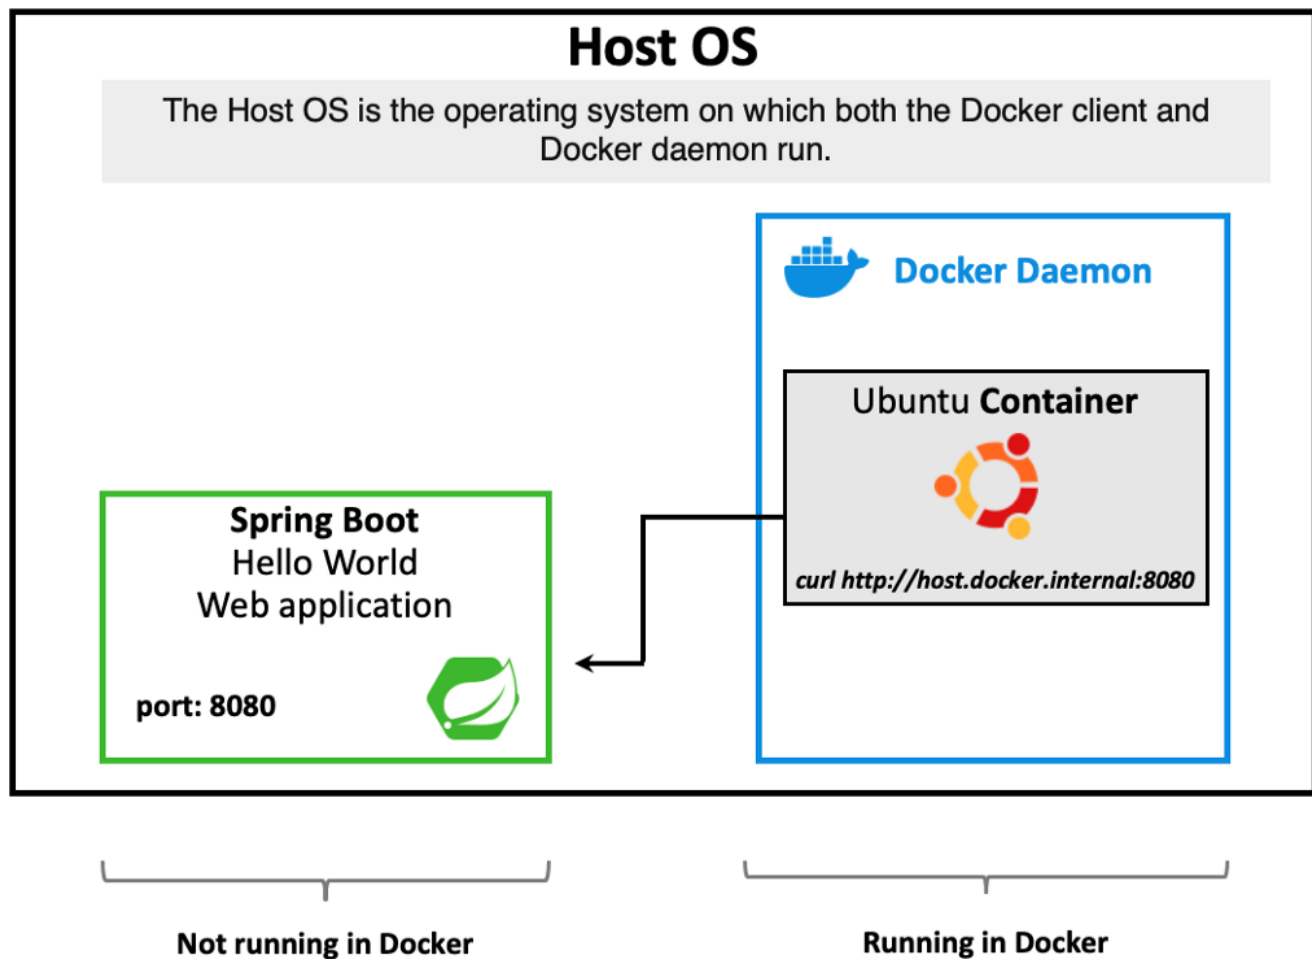 Host OS
The Host OS is the operating system on which both the Docker client and
Docker daemon run.
Docker Daemon
Ubuntu Container
curl http://host.docker.internal:8080
Spring Boot
Hello World
Web application
port: 8080
Not running in Docker
Running in Docker